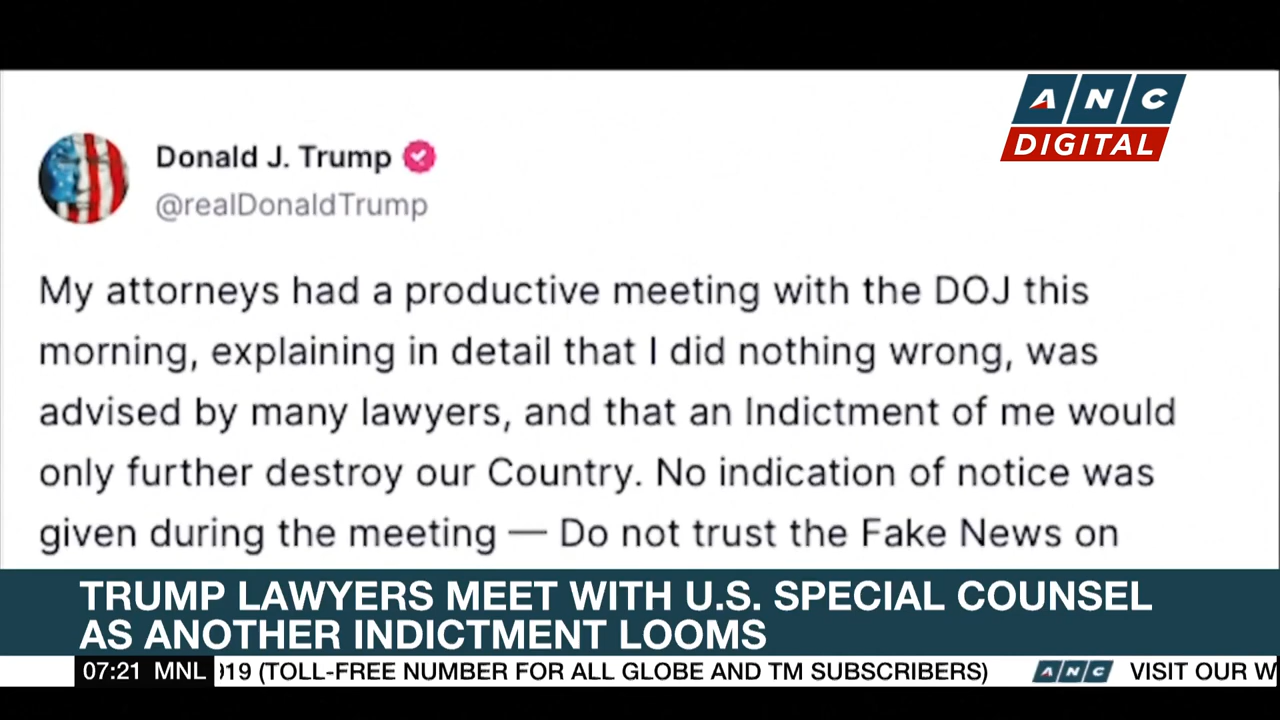 ANC
DIGITAL
Donald J. Trump
@realDonaldTrump
My attorneys had a productive meeting with the DOJ this
morning, explaining in detail that I did nothing wrong, was
advised by many lawyers, and that an Indictment of me would
only further destroy our Country. No indication of notice was
given during the meeting — Do not trust the Fake News on
TRUMP LAWYERS MEET WITH U.S. SPECIAL COUNSEL
AS ANOTHER INDICTMENT LOOMS
07:21 MNL 019 (TOLL-FREE NUMBER FOR ALL GLOBE AND TM SUBSCRIBERS) ANC VISIT OUR W